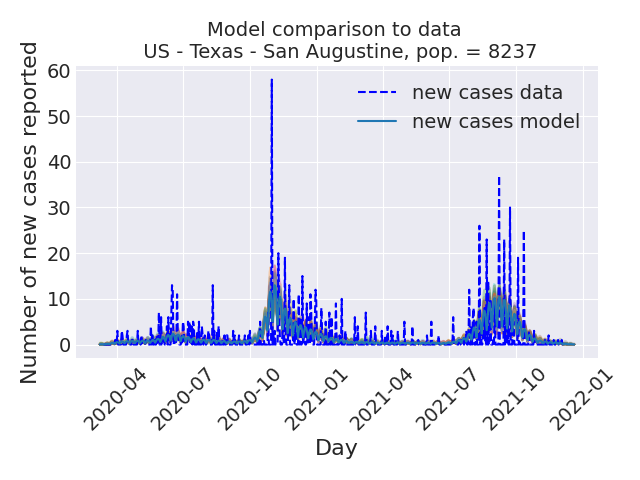 Model comparison to data
US - Texas - San Augustine, pop. = 8237
Number of new cases reported
60
50
40
30
20
10
0
new cases data
new cases model
2020-04
2020-07
2020-10
2021-01
2021-04
2021-07
2021-10
2022-01
Day